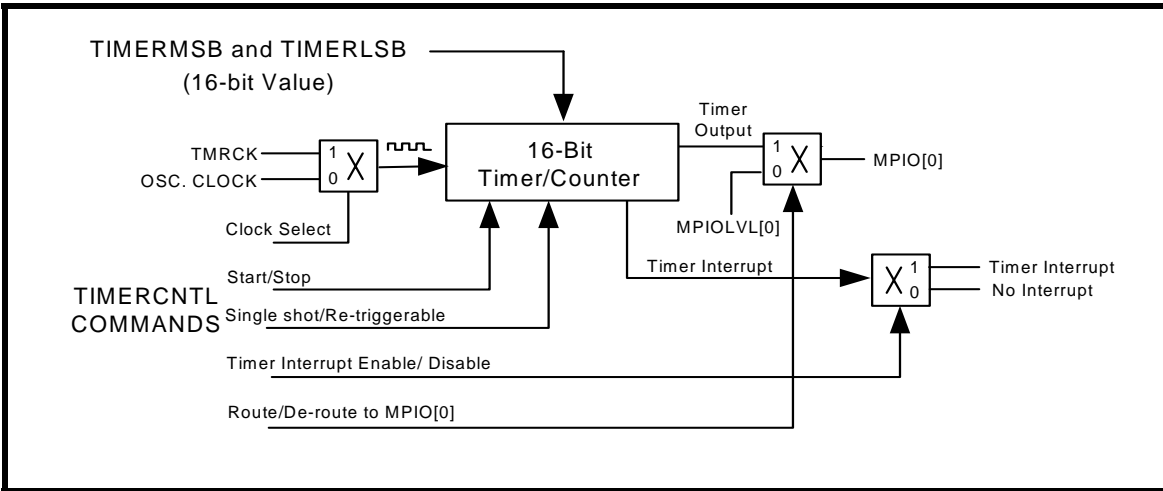 TIMERMSB and TIMERLSB
(16-bit Value)
Timer
Output
TMRCK
OSC. CLOCK
1
0
X
16-Bit
Timer/Counter
1
0
X
MPIO[0]
Clock Select
MPIOLVL[0]
Start/Stop
Timer Interrupt
X
1
0
Timer Interrupt
No Interrupt
TIMERCNTL
COMMANDS
Single shot/Re-triggerable
Timer Interrupt Enable/ Disable
Route/De-route to MPIO[0]